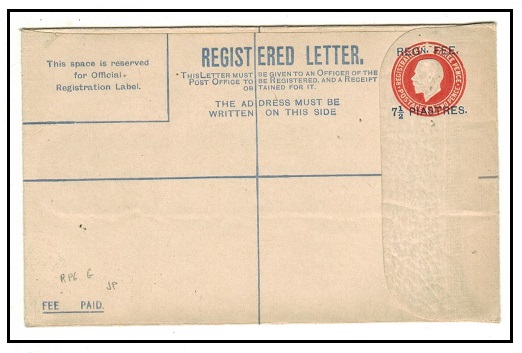 This space is reserved
for Official
Registration Label.
REGISTERED LETTER.
THIS LETTER MUST BE GIVEN TO AN OFFICER OF THE
POST OFFICE TO BE REGISTERED, AND A RECEIPT
OBTAINED FOR IT.
THE ADDRESS MUST BE
WRITTEN ON THIS SIDE
REGN. FEE.
7½ PIASTRES.
FEE PAID.